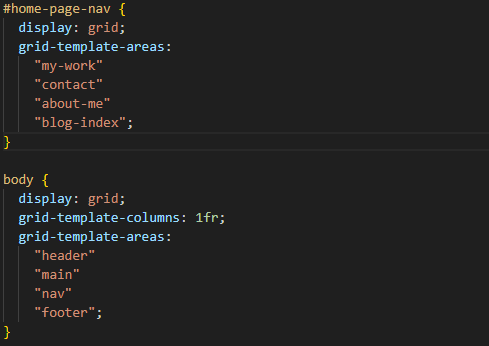 #home-page-nav {
display: grid;
grid-template-areas:
"my-work"
"contact"
"about-me"
"blog-index";
}
body {
display: grid;
grid-template-columns: 1fr;
grid-template-areas:
"header"
"main"
"nav"
"footer";
}